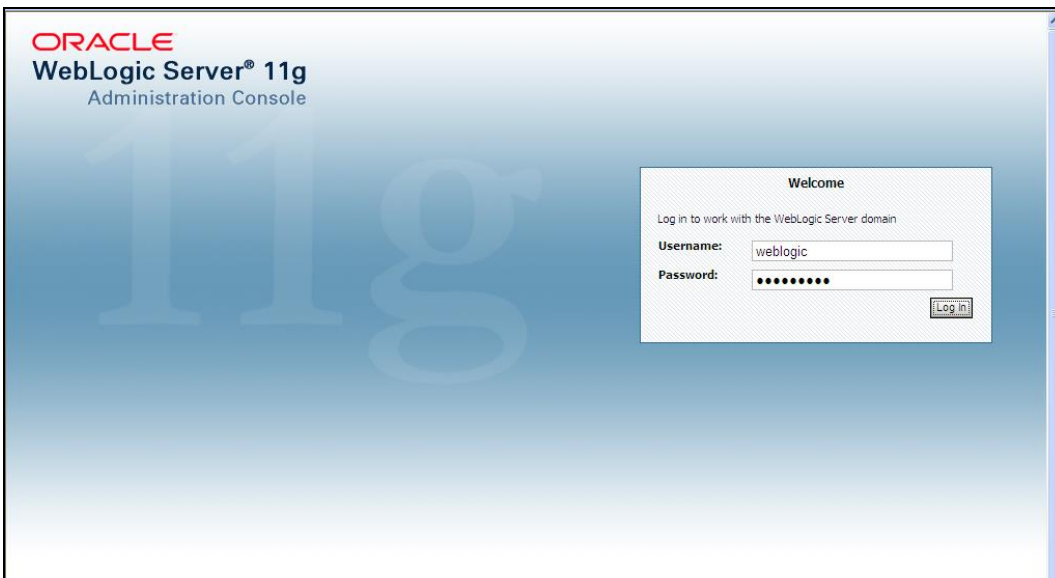 ORACLE
WebLogic Server® 11g
Administration Console
11g
Welcome
Log in to work with the WebLogic Server domain
Username:
weblogic
Password:
•••••••••
Log In